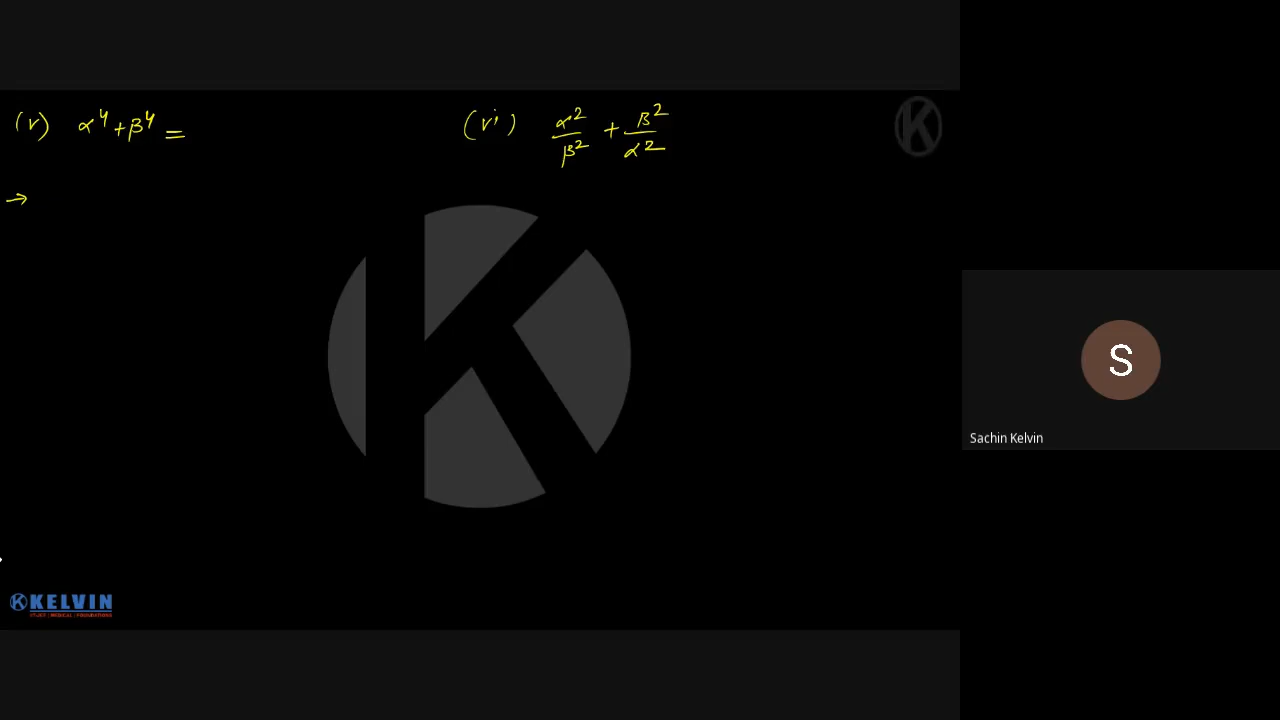 (v) α⁴ + β⁴ =
(vi) α²/β² + β²/α²
→
S
Sachin Kelvin
KELVIN